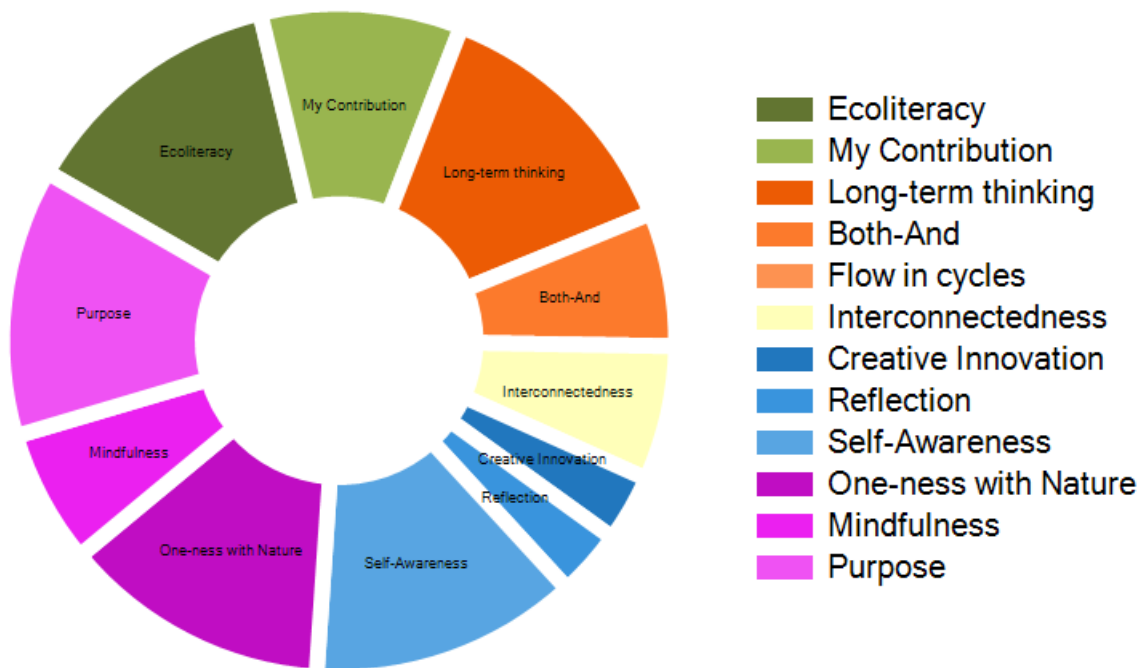 My Contribution
Ecoliteracy
Long-term thinking
Both-And
Purpose
Interconnectedness
Mindfulness
Creative Innovation
Reflection
One-ness with Nature
Self-Awareness
Ecoliteracy
My Contribution
Long-term thinking
Both-And
Flow in cycles
Interconnectedness
Creative Innovation
Reflection
Self-Awareness
One-ness with Nature
Mindfulness
Purpose